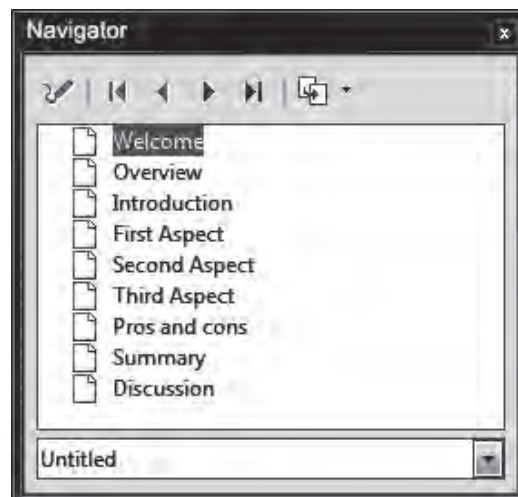 Navigator
Welcome
Overview
Introduction
First Aspect
Second Aspect
Third Aspect
Pros and cons
Summary
Discussion
Untitled